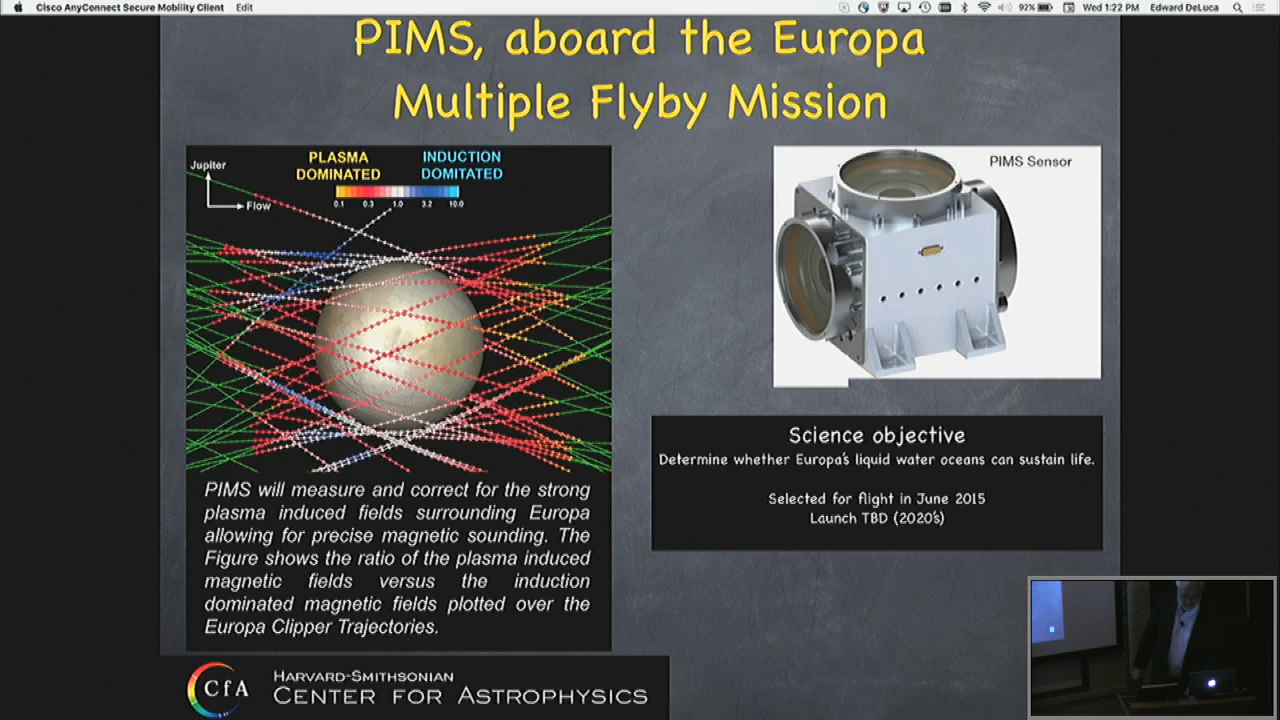 Cisco AnyConnect Secure Mobility Client Edit
92% Wed 1:22 PM Edward DeLuca
PIMS, aboard the Europa
Multiple Flyby Mission
Jupiter
Flow
PLASMA
DOMINATED
INDUCTION
DOMITATED
0.1 0.3 1.0 3.2 10.0
PIMS will measure and correct for the strong
plasma induced fields surrounding Europa
allowing for precise magnetic sounding. The
Figure shows the ratio of the plasma induced
magnetic fields versus the induction
dominated magnetic fields plotted over the
Europa Clipper Trajectories.
PIMS Sensor
Science objective
Determine whether Europa's liquid water oceans can sustain life.
Selected for flight in June 2015
Launch TBD (2020's)
CfA
HARVARD-SMITHSONIAN
CENTER FOR ASTROPHYSICS